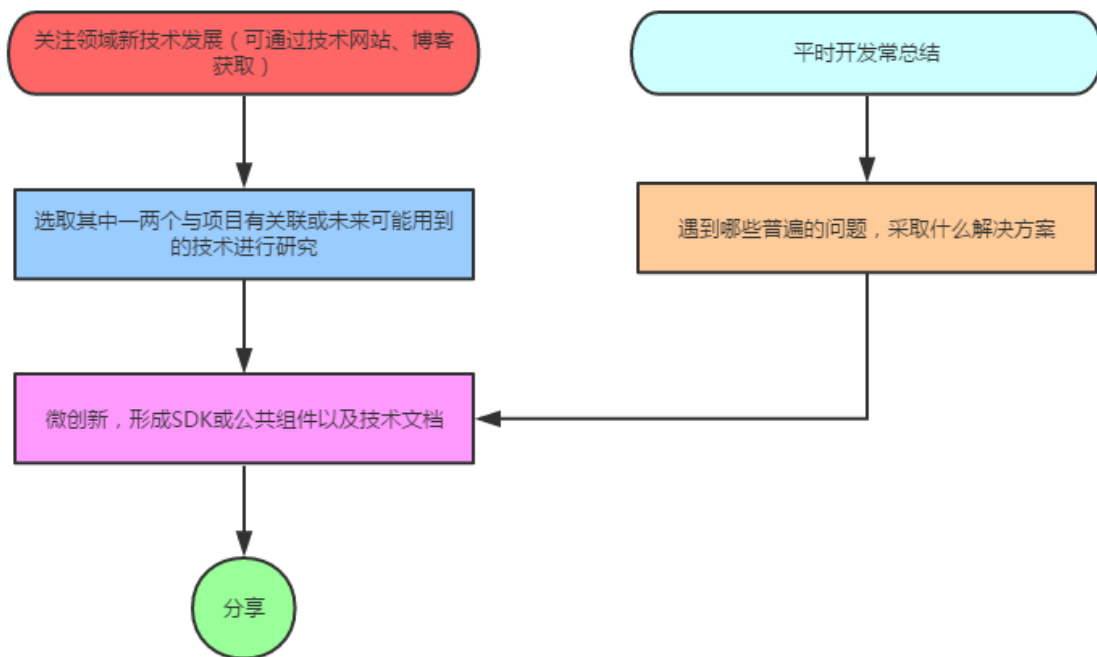 关注领域新技术发展（可通过技术网站、博客
获取）
平时开发常总结
选取其中一两个与项目有关联或未来可能用到
的技术进行研究
遇到哪些普遍的问题，采取什么解决方案
微创新，形成SDK或公共组件以及技术文档
分享